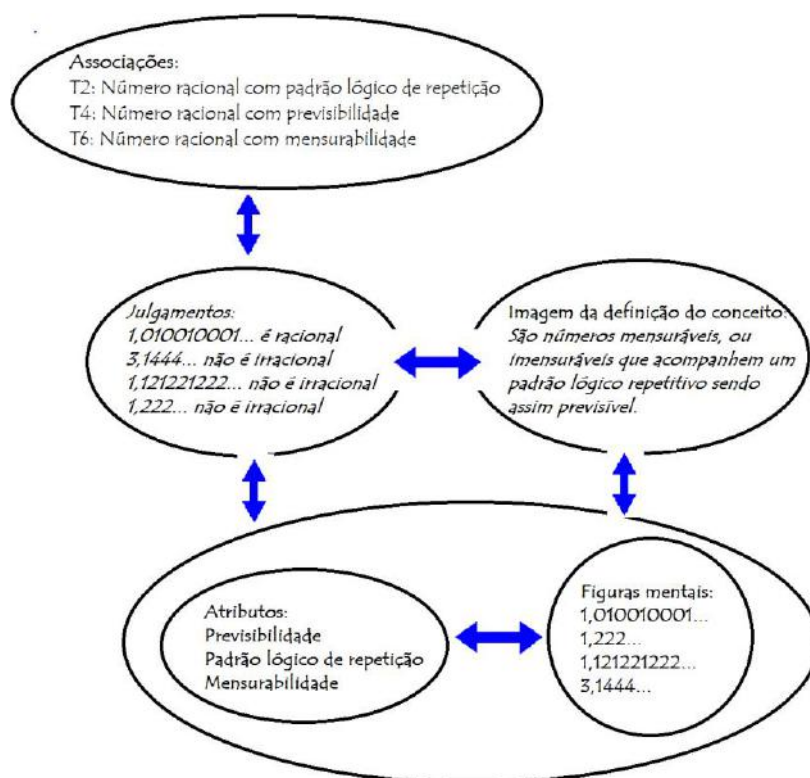 Associações:
T2: Número racional com padrão lógico de repetição
T4: Número racional com previsibilidade
T6: Número racional com mensurabilidade
Julgamentos:
1,010010001... é racional
3,1444... não é irracional
1,121221222... não é irracional
1,222... não é irracional
Imagem da definição do conceito:
São números mensuráveis, ou
imensuráveis que acompanhem um
padrão lógico repetitivo sendo
assim previsível.
Atributos:
Previsibilidade
Padrão lógico de repetição
Mensurabilidade
Figuras mentais:
1,010010001...
1,222...
1,121221222...
3,1444...